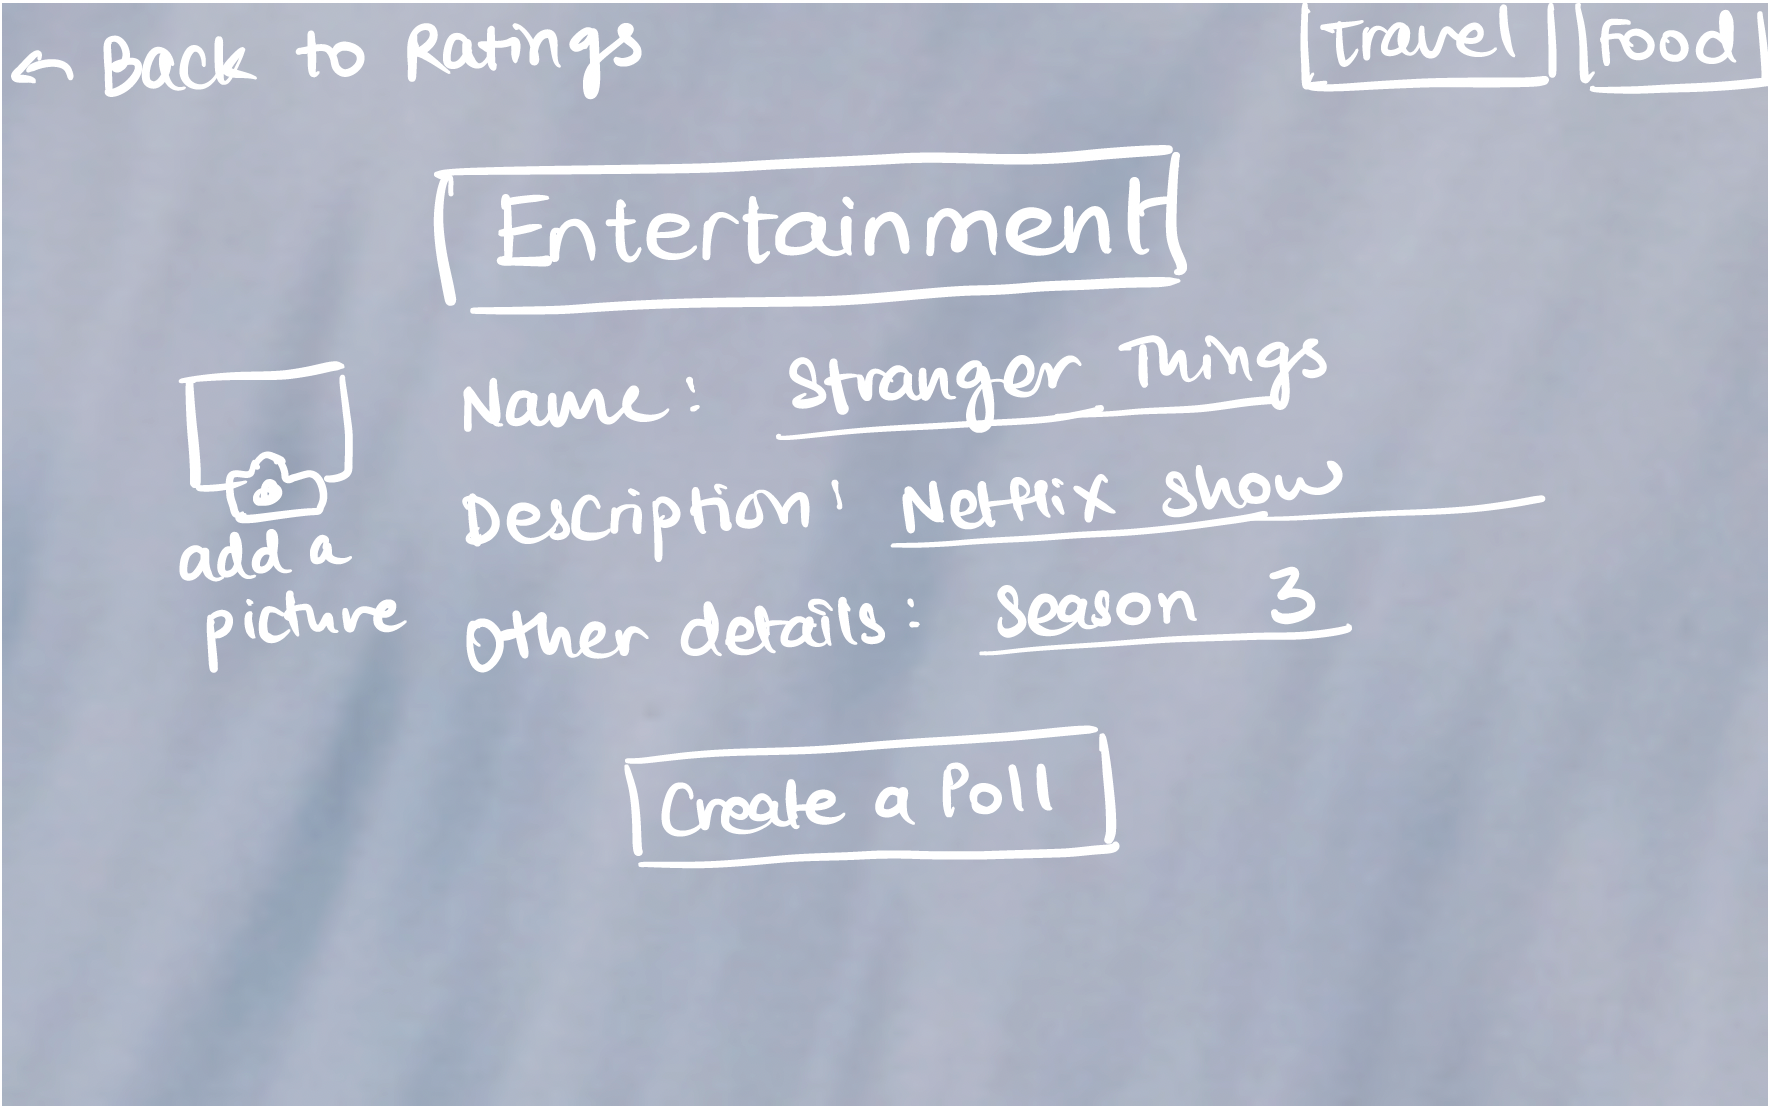 ← Back to Ratings
Travel
Food
Entertainment
Name: Stranger Things
Description: Netflix show
Other details: Season 3
add a
picture
Create a Poll